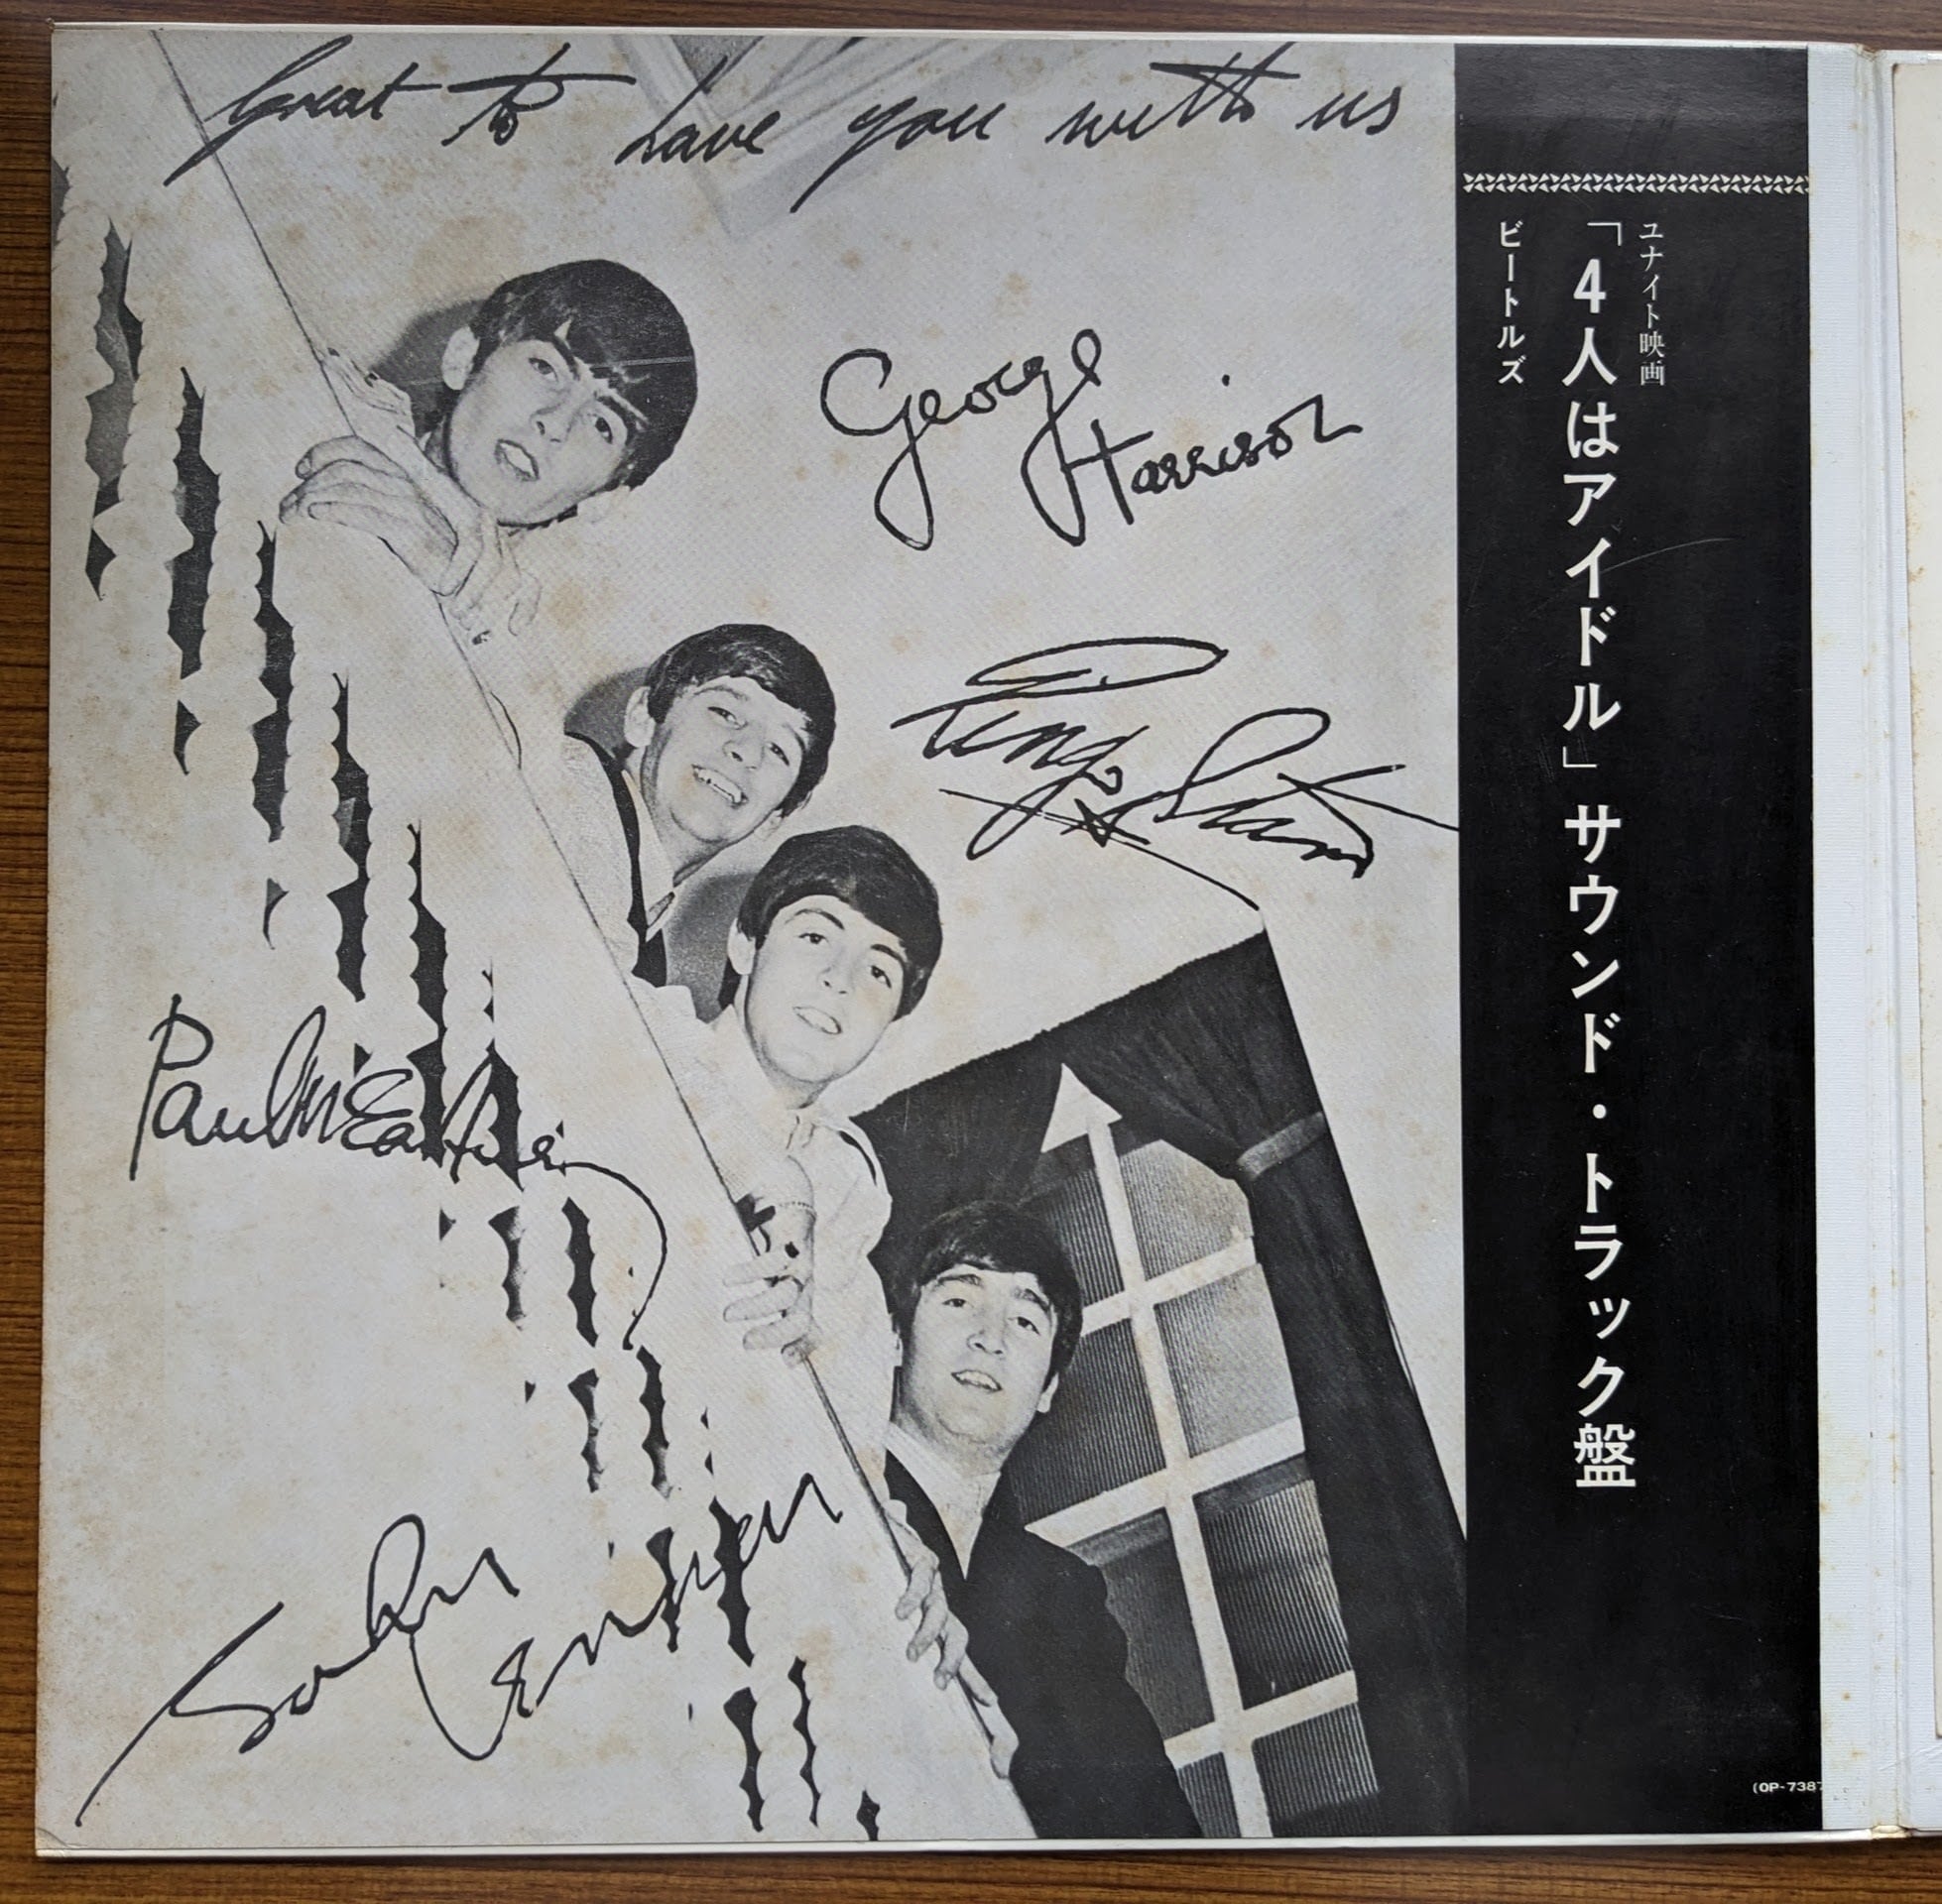 Great to have you with us
George
Harrison
Ringo Starr
Paul McCartney
John
Lennon
ユナイト映画
「4人はアイドル」サウンド・トラック盤
ビートルズ
(OP-7387